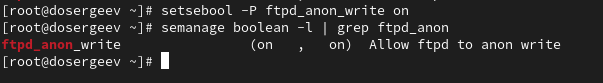 [root@dosergeev ~]# setsebool -P ftpd_anon_write on
[root@dosergeev ~]# semanage boolean -l | grep ftpd_anon
ftpd_anon_write                (on   ,   on)  Allow ftpd to anon write
[root@dosergeev ~]#